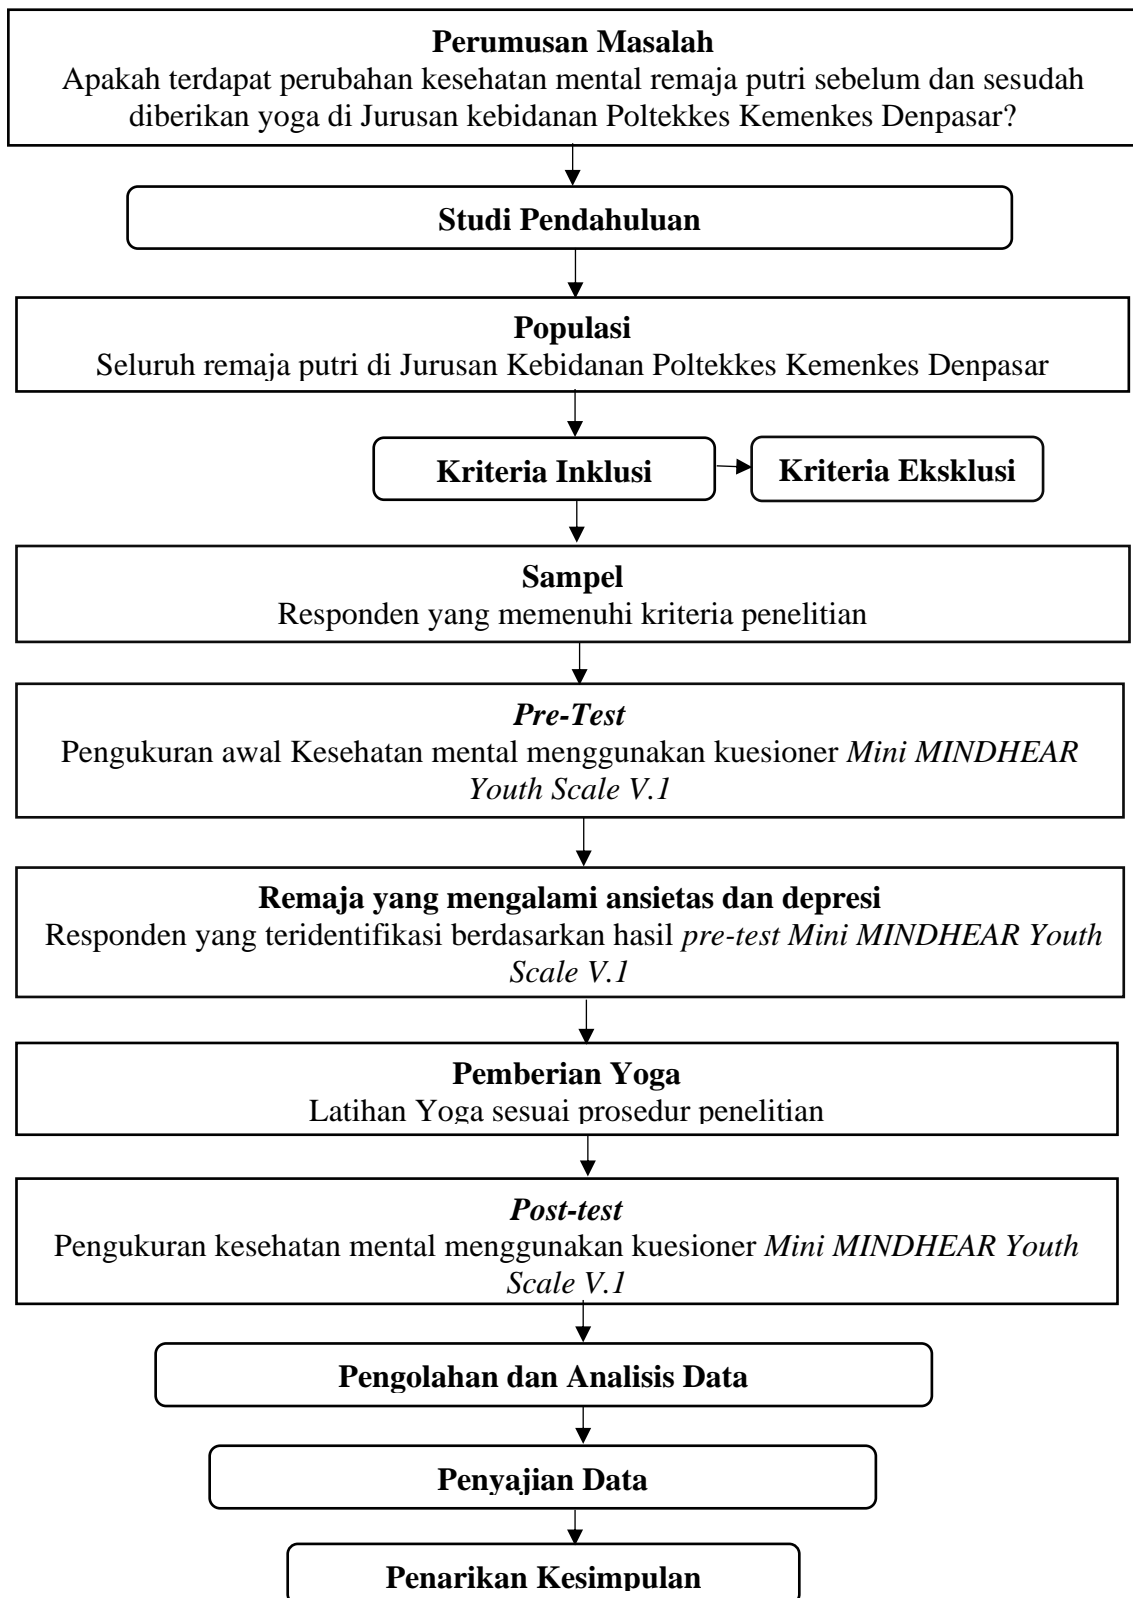 Perumusan Masalah
Apakah terdapat perubahan kesehatan mental remaja putri sebelum dan sesudah
diberikan yoga di Jurusan kebidanan Poltekkes Kemenkes Denpasar?
Studi Pendahuluan
Populasi
Seluruh remaja putri di Jurusan Kebidanan Poltekkes Kemenkes Denpasar
Kriteria Inklusi
Kriteria Eksklusi
Sampel
Responden yang memenuhi kriteria penelitian
Pre-Test
Pengukuran awal Kesehatan mental menggunakan kuesioner Mini MINDHEAR
Youth Scale V.1
Remaja yang mengalami ansietas dan depresi
Responden yang teridentifikasi berdasarkan hasil pre-test Mini MINDHEAR Youth
Scale V.1
Pemberian Yoga
Latihan Yoga sesuai prosedur penelitian
Post-test
Pengukuran kesehatan mental menggunakan kuesioner Mini MINDHEAR Youth
Scale V.1
Pengolahan dan Analisis Data
Penyajian Data
Penarikan Kesimpulan